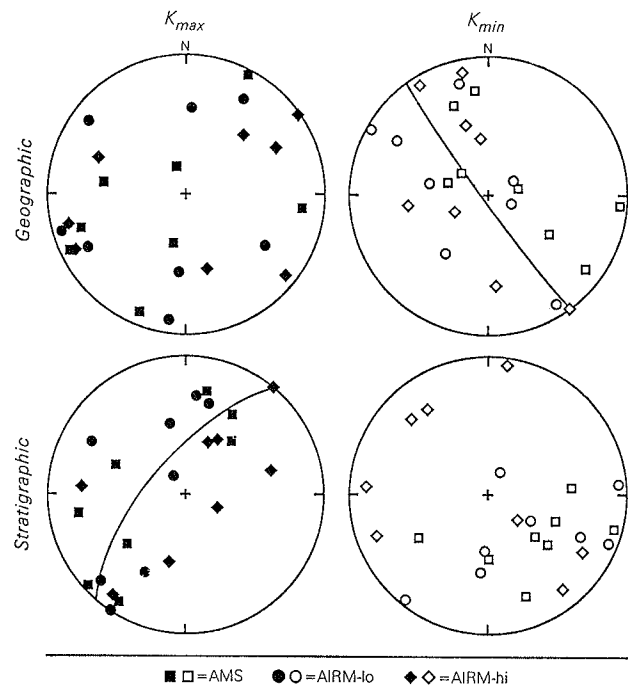 Kmax Kmin
N N
Geographic
Stratigraphic
=AMS =AIRM-lo =AIRM-hi